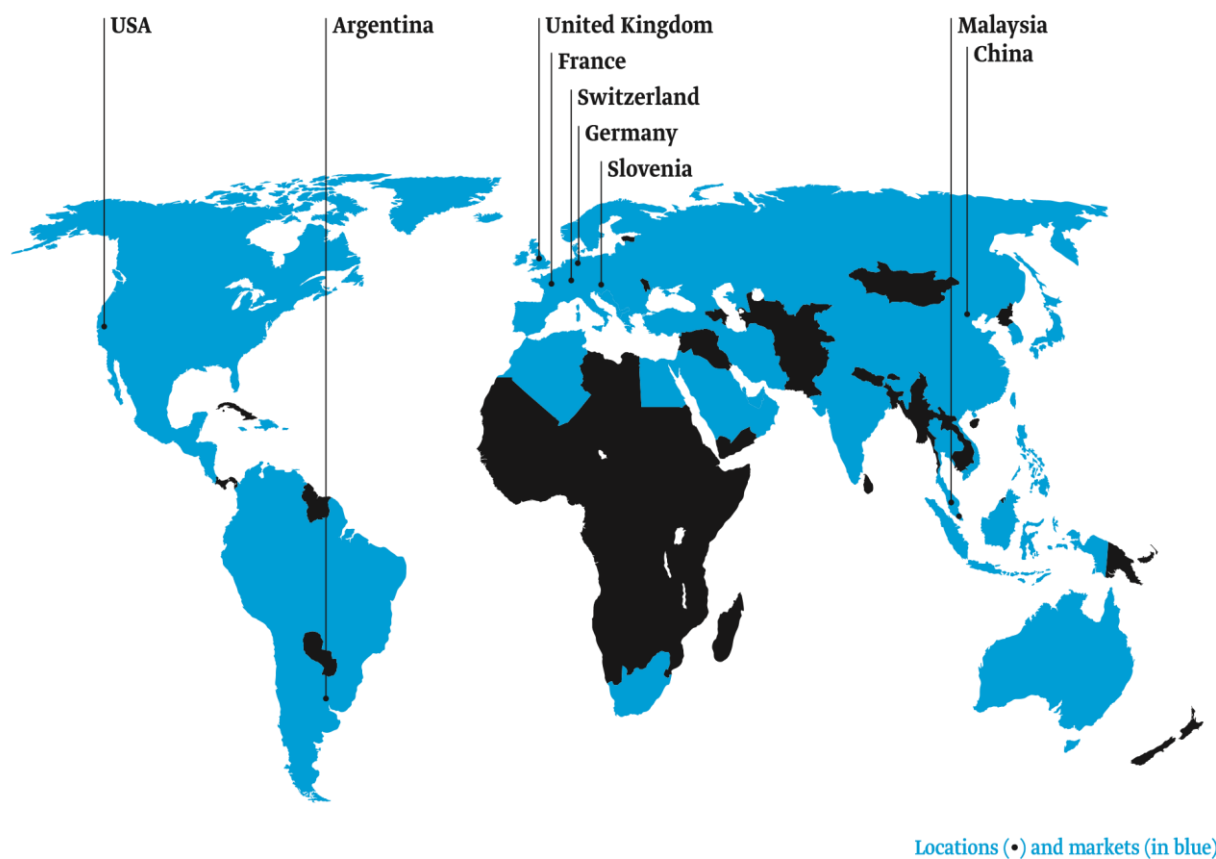 USA
Argentina
United Kingdom
France
Switzerland
Germany
Slovenia
Malaysia
China
Locations (•) and markets (in blue)